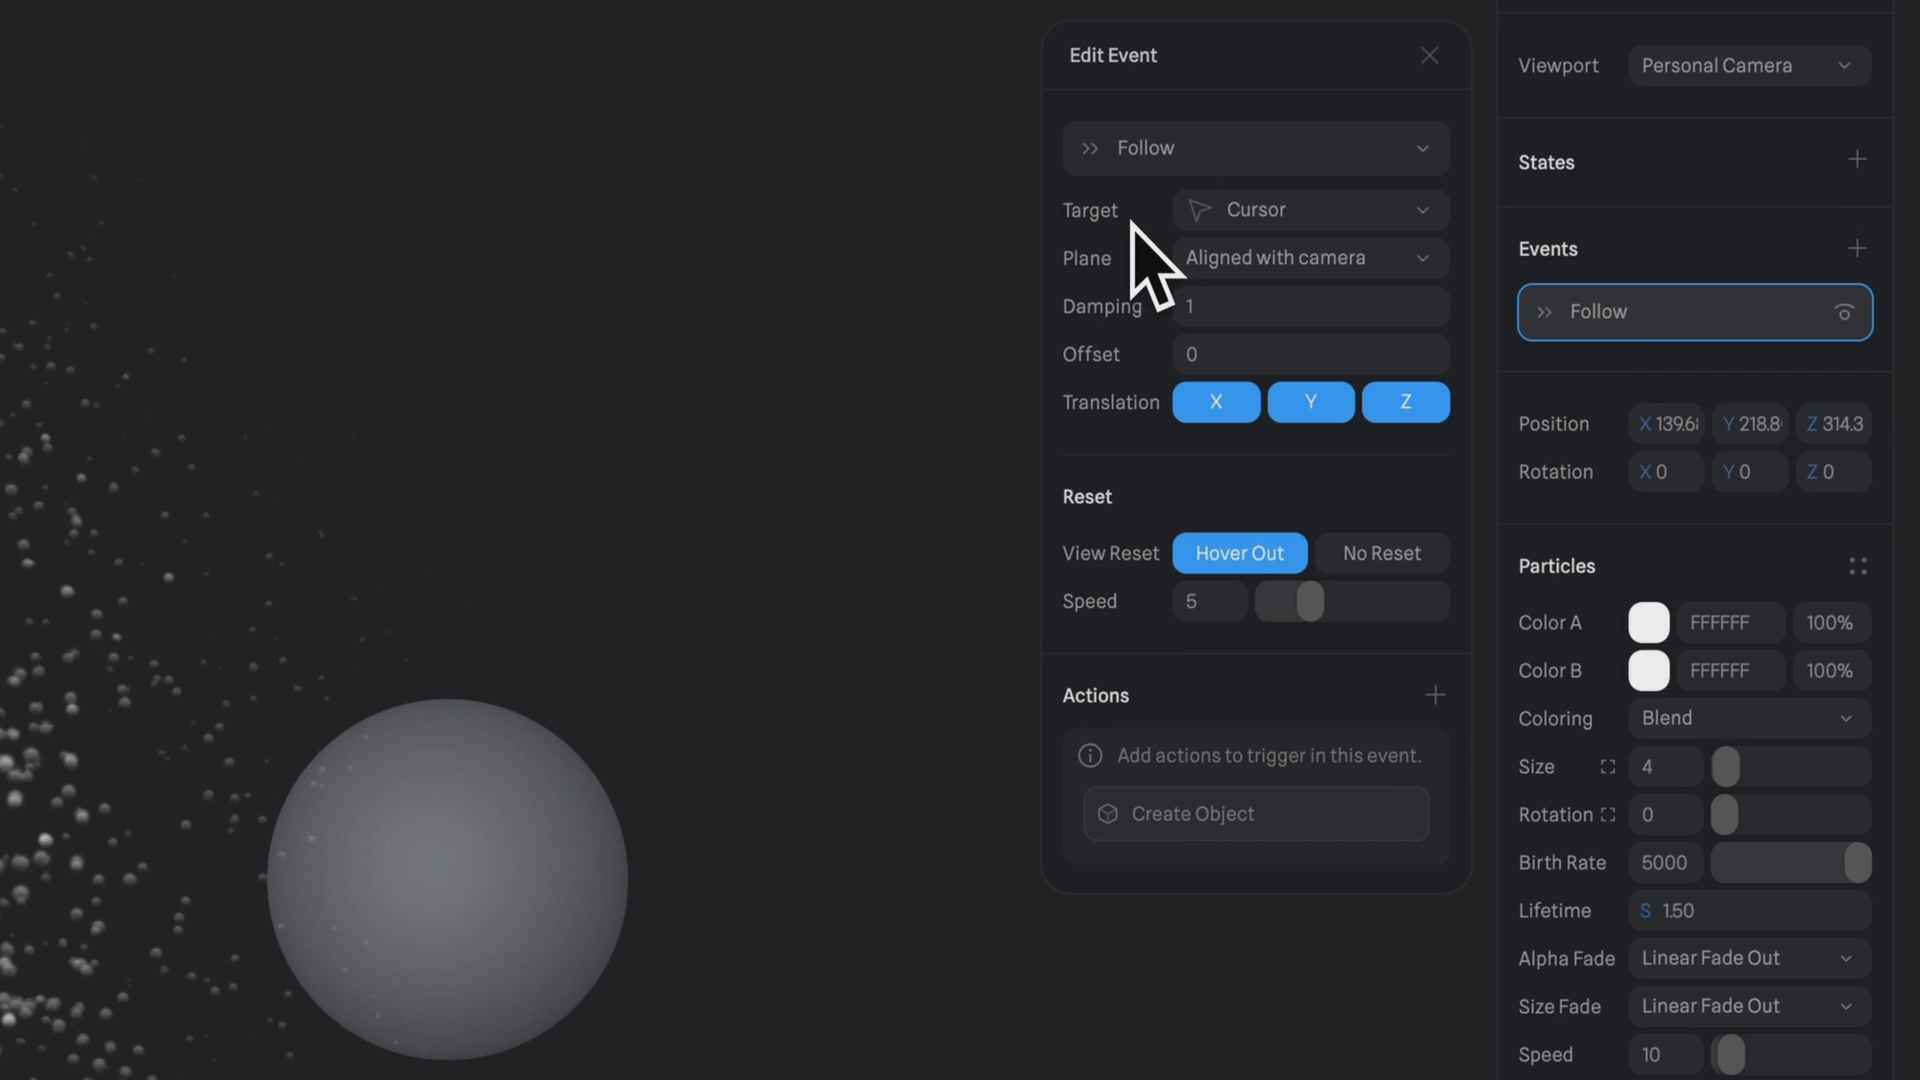 Edit Event
Follow
Target Cursor
Plane Aligned with camera
Damping 1
Offset 0
Translation X Y Z
Reset
View Reset Hover Out No Reset
Speed 5
Actions
Add actions to trigger in this event.
Create Object
Viewport Personal Camera
States
Events
Follow
Position X 139.6 Y 218.8 Z 314.3
Rotation X 0 Y 0 Z 0
Particles
Color A FFFFFF 100%
Color B FFFFFF 100%
Coloring Blend
Size 4
Rotation 0
Birth Rate 5000
Lifetime S 1.50
Alpha Fade Linear Fade Out
Size Fade Linear Fade Out
Speed 10